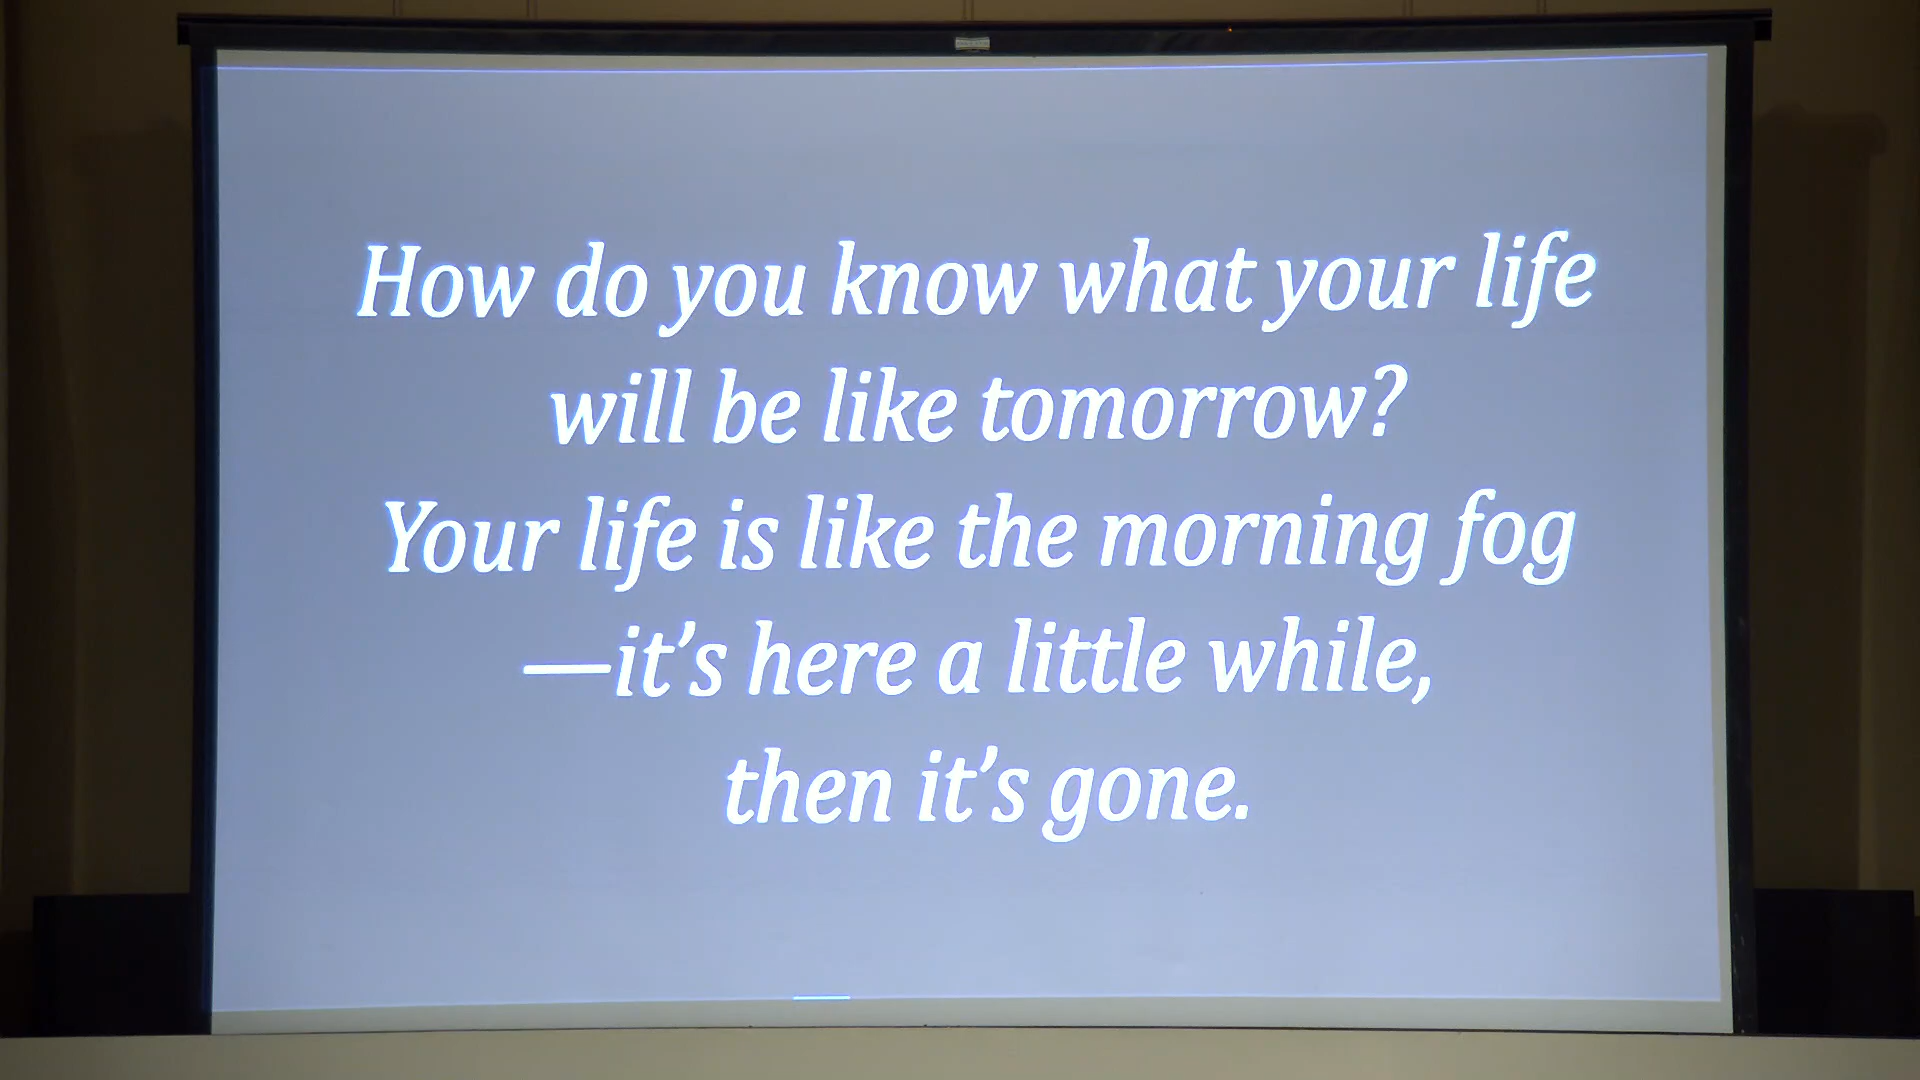 How do you know what your life
will be like tomorrow?
Your life is like the morning fog
—it’s here a little while,
then it’s gone.